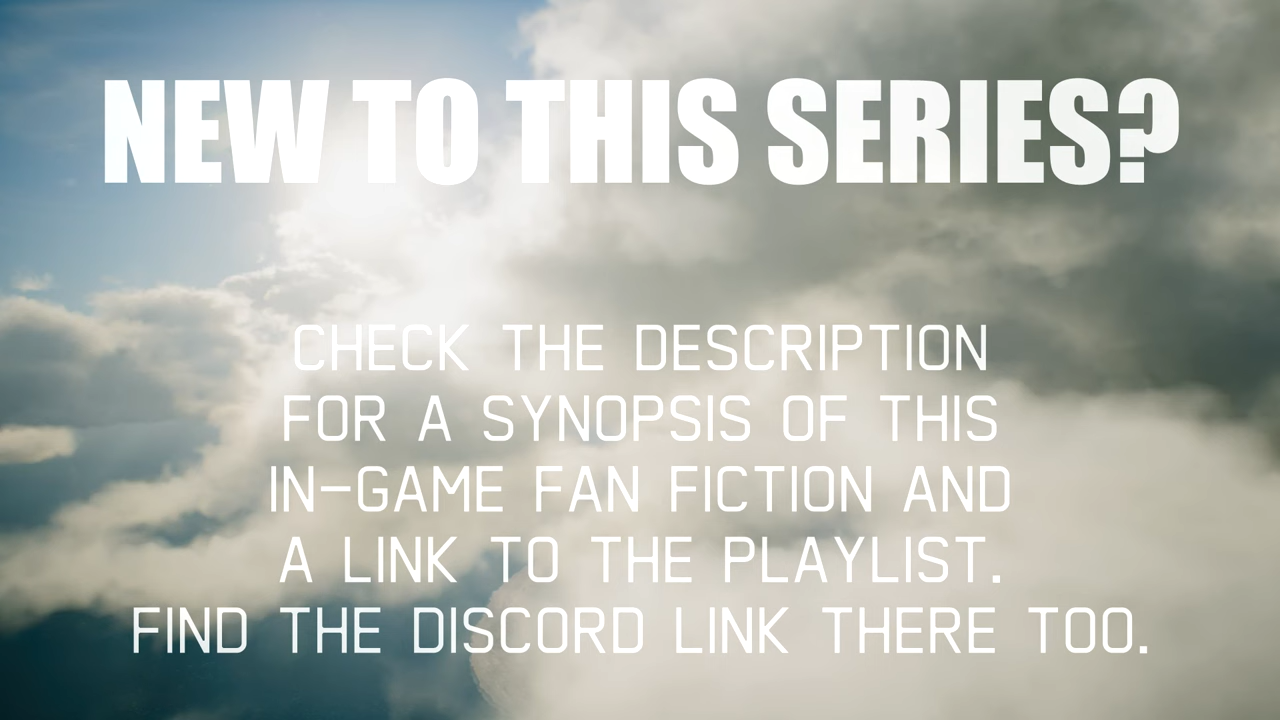 NEW TO THIS SERIES?
CHECK THE DESCRIPTION
FOR A SYNOPSIS OF THIS
IN-GAME FAN FICTION AND
A LINK TO THE PLAYLIST.
FIND THE DISCORD LINK THERE TOO.